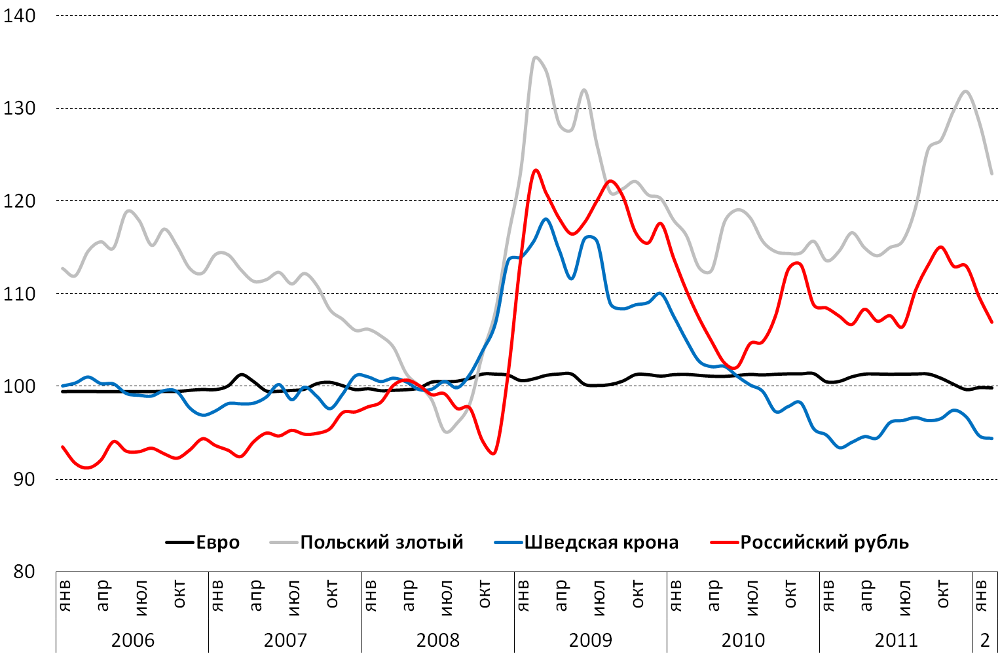 140
130
120
110
100
90
80
Евро Польский злотый Шведская крона Российский рубль
янв апр июл окт янв апр июл окт янв апр июл окт янв апр июл окт янв апр июл окт янв апр июл окт янв
2006 2007 2008 2009 2010 2011 2